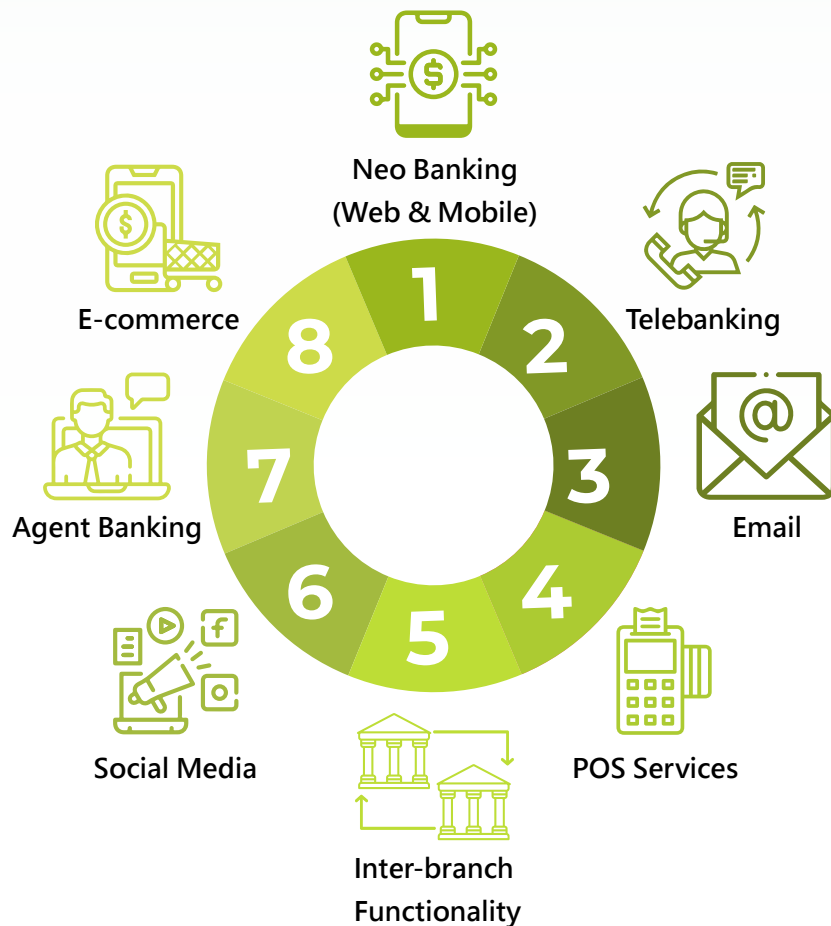 Neo Banking
(Web & Mobile)
1
2
Telebanking
3
Email
4
POS Services
5
Inter-branch
Functionality
6
Social Media
7
Agent Banking
8
E-commerce
$
$
@
f